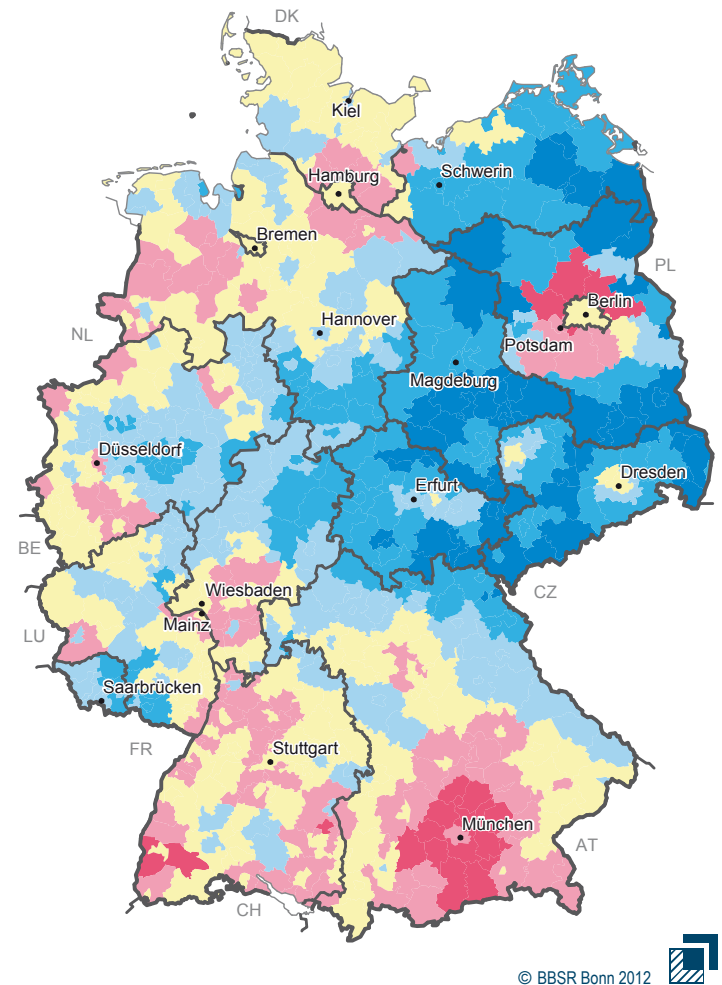 DK
Kiel
Hamburg
Schwerin
Bremen
PL
Berlin
NL
Hannover
Potsdam
Magdeburg
Düsseldorf
Erfurt
Dresden
BE
Wiesbaden
CZ
Mainz
LU
Saarbrücken
FR
Stuttgart
München
AT
CH
© BBSR Bonn 2012